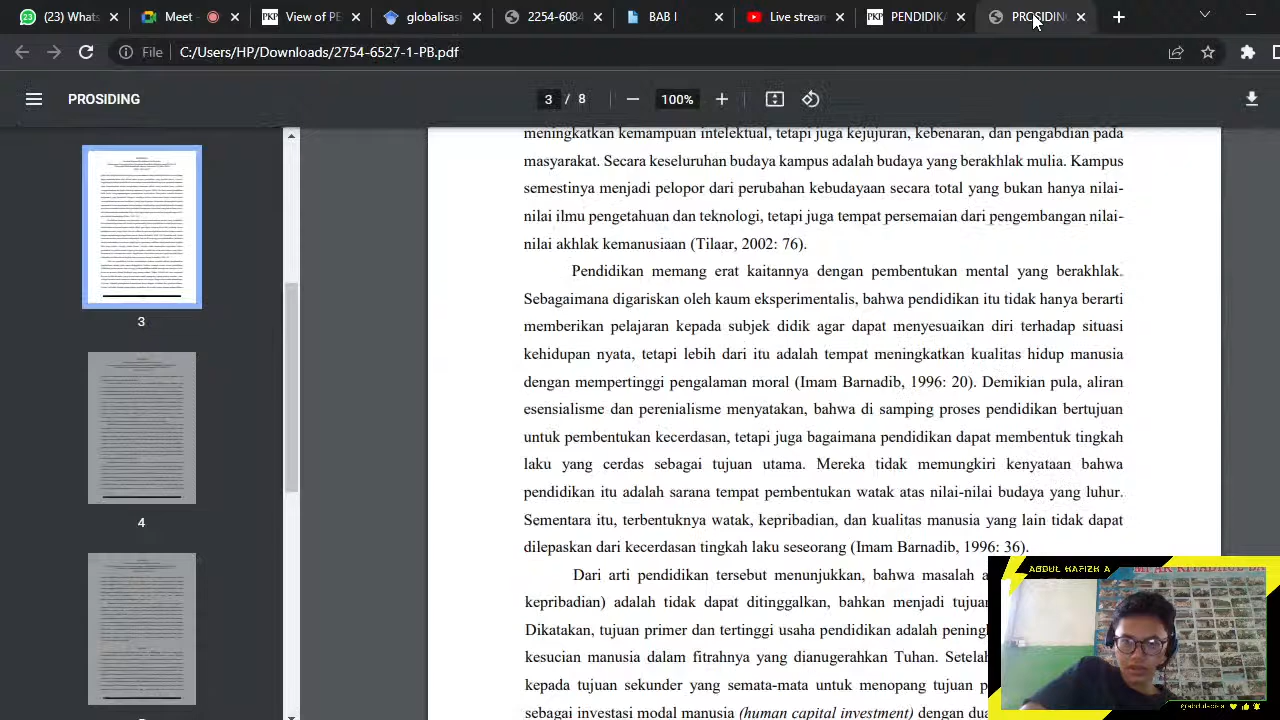 (23) Whats
Meet
PKP View of PE
globalisas
2254-608
BAB I
Live strean
PKP PENDIDIKA
PROSIDIN
File C:/Users/HP/Downloads/2754-6527-1-PB.pdf
PROSIDING
3 / 8
100%
meningkatkan kemampuan intelektual, tetapi juga kejujuran, kebenaran, dan pengabdian pada
masyarakat. Secara keseluruhan budaya kampus adalah budaya yang berakhlak mulia. Kampus
semestinya menjadi pelopor dari perubahan kebudayaan secara total yang bukan hanya nilai-
nilai ilmu pengetahuan dan teknologi, tetapi juga tempat persemaian dari pengembangan nilai-
nilai akhlak kemanusiaan (Tilaar, 2002: 76).
Pendidikan memang erat kaitannya dengan pembentukan mental yang berakhlak.
Sebagaimana digariskan oleh kaum eksperimentalis, bahwa pendidikan itu tidak hanya berarti
memberikan pelajaran kepada subjek didik agar dapat menyesuaikan diri terhadap situasi
kehidupan nyata, tetapi lebih dari itu adalah dapat meningkatkan kualitas hidup manusia
dengan mempertinggi pengalaman moral (Imam Barnadib, 1996: 20). Demikian pula, aliran
esensialisme dan perenialisme menyatakan, bahwa di samping proses pendidikan bertujuan
untuk pembentukan kecerdasan, tetapi juga bagaimana pendidikan dapat membentuk tingkah
laku yang cerdas sebagai tujuan utama. Mereka tidak memungkiri kenyataan bahwa
pendidikan itu adalah sarana tempat pembentukan watak atas nilai-nilai budaya yang luhur.
Sementara itu, terbentuknya watak, kepribadian, dan kualitas manusia yang lain tidak dapat
dilepaskan dari kecerdasan tingkah laku seseorang (Imam Barnadib, 1996: 36).
Dari arti pendidikan tersebut menunjukkan, bahwa masalah a
kepribadian) adalah tidak dapat ditinggalkan, bahkan menjadi tujuan
Dikatakan, tujuan primer dan tertinggi usaha pendidikan adalah
kesucian manusia dalam fitrahnya yang dianugerahkan Tuhan.
kepada tujuan sekunder yang semata-mata untuk menopang tujuan p
sebagai investasi modal manusia (human capital investment) dengan
3
4
ABDUL HAFIZH A